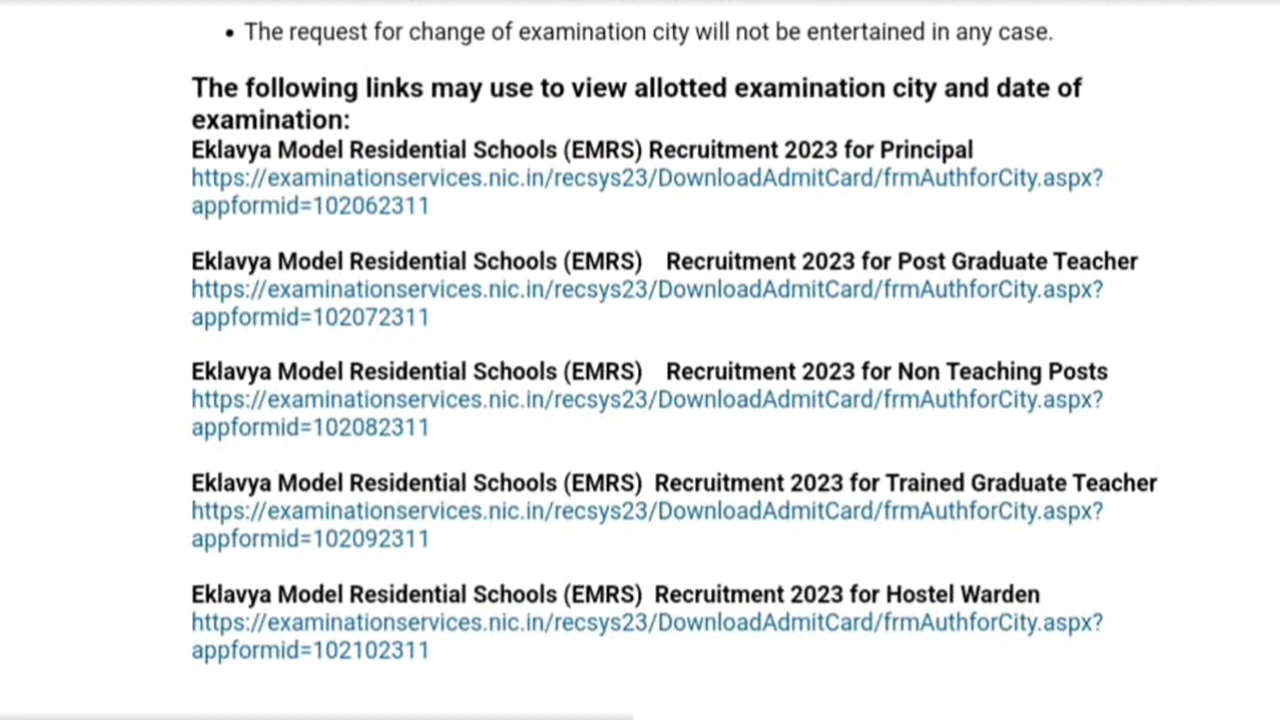 • The request for change of examination city will not be entertained in any case.
The following links may use to view allotted examination city and date of
examination:
Eklavya Model Residential Schools (EMRS) Recruitment 2023 for Principal
https://examinationservices.nic.in/recsys23/DownloadAdmitCard/frmAuthforCity.aspx?
appformid=102062311
Eklavya Model Residential Schools (EMRS) Recruitment 2023 for Post Graduate Teacher
https://examinationservices.nic.in/recsys23/DownloadAdmitCard/frmAuthforCity.aspx?
appformid=102072311
Eklavya Model Residential Schools (EMRS) Recruitment 2023 for Non Teaching Posts
https://examinationservices.nic.in/recsys23/DownloadAdmitCard/frmAuthforCity.aspx?
appformid=102082311
Eklavya Model Residential Schools (EMRS) Recruitment 2023 for Trained Graduate Teacher
https://examinationservices.nic.in/recsys23/DownloadAdmitCard/frmAuthforCity.aspx?
appformid=102092311
Eklavya Model Residential Schools (EMRS) Recruitment 2023 for Hostel Warden
https://examinationservices.nic.in/recsys23/DownloadAdmitCard/frmAuthforCity.aspx?
appformid=102102311